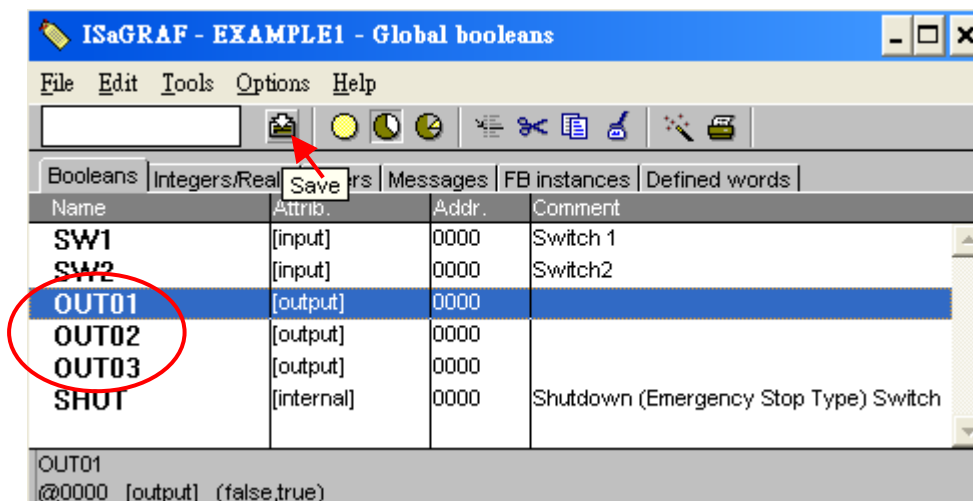 ISaGRAF - EXAMPLE1 - Global booleans
File Edit Tools Options Help
Booleans Integers/Real ers Messages FB instances Defined words
Save
Name Attrib. Addr. Comment
SW1 [input] 0000 Switch 1
SW2 [input] 0000 Switch2
OUT01 [output] 0000
OUT02 [output] 0000
OUT03 [output] 0000
SHUT [internal] 0000 Shutdown (Emergency Stop Type) Switch
OUT01
@0000 [output] (false,true)